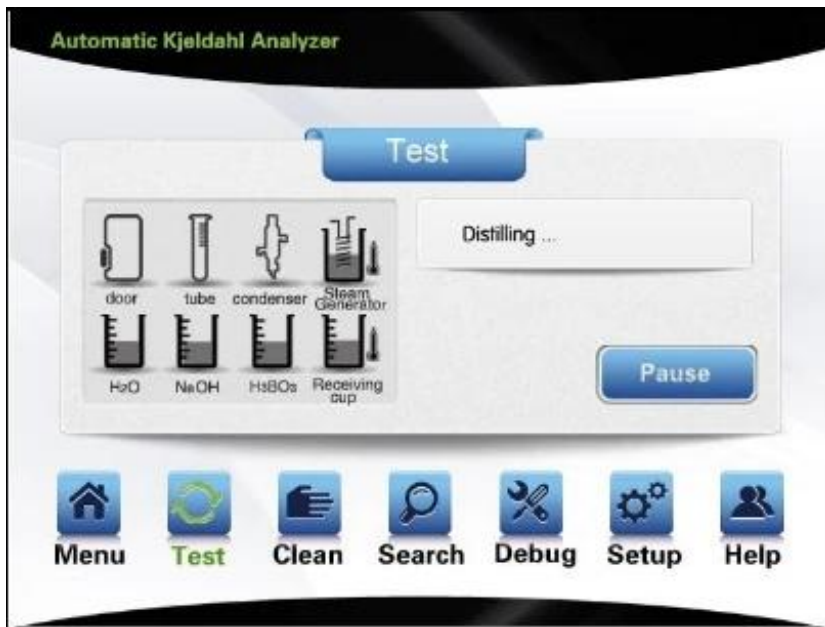 Automatic Kjeldahl Analyzer
Test
Distilling ...
door tube condenser Steam Generator
H2O NaOH H3BO3 Receiving cup
Pause
Menu Test Clean Search Debug Setup Help